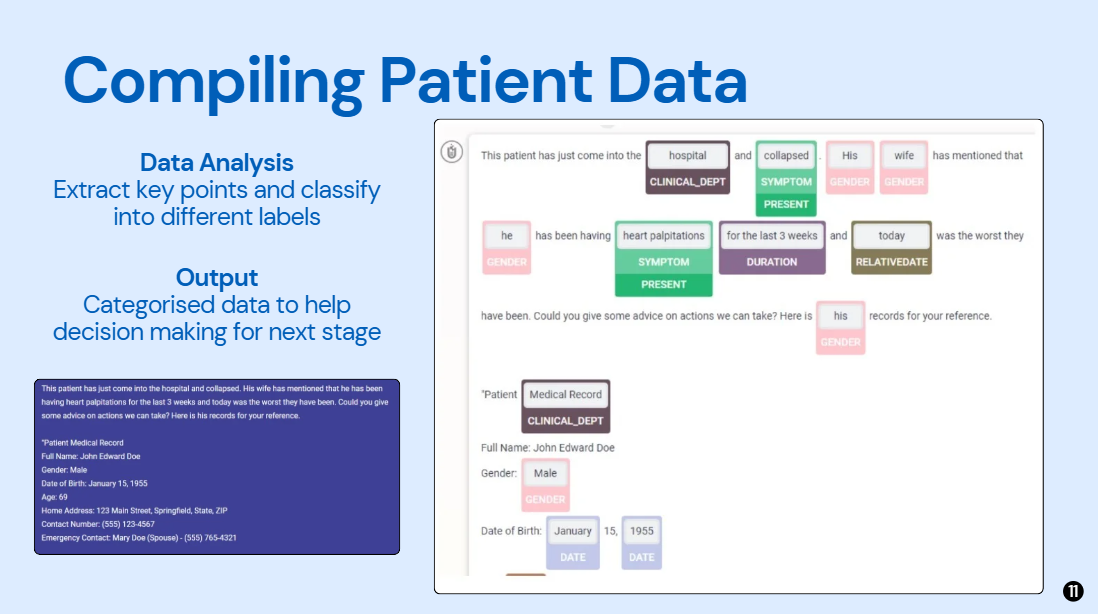 Compiling Patient Data
Data Analysis
Extract key points and classify
into different labels
Output
Categorised data to help
decision making for next stage
This patient has just come into the hospital and collapsed. His wife has mentioned that he has been
having heart palpitations for the last 3 weeks and today was the worst they have been. Could you give
some advice on actions we can take? Here is his records for your reference.
"Patient Medical Record
Full Name: John Edward Doe
Gender: Male
Date of Birth: January 15, 1955
Age: 69
Home Address: 123 Main Street, Springfield, State, ZIP
Contact Number: (555) 123-4567
Emergency Contact: Mary Doe (Spouse) - (555) 765-4321
This patient has just come into the hospital and collapsed . His wife has mentioned that
CLINICAL_DEPT SYMPTOM GENDER GENDER
PRESENT
he has been having heart palpitations for the last 3 weeks and today was the worst they
GENDER SYMPTOM DURATION RELATIVEDATE
PRESENT
have been. Could you give some advice on actions we can take? Here is his records for your reference.
GENDER
"Patient Medical Record
CLINICAL_DEPT
Full Name: John Edward Doe
Gender: Male
GENDER
Date of Birth: January 15, 1955
DATE DATE
11